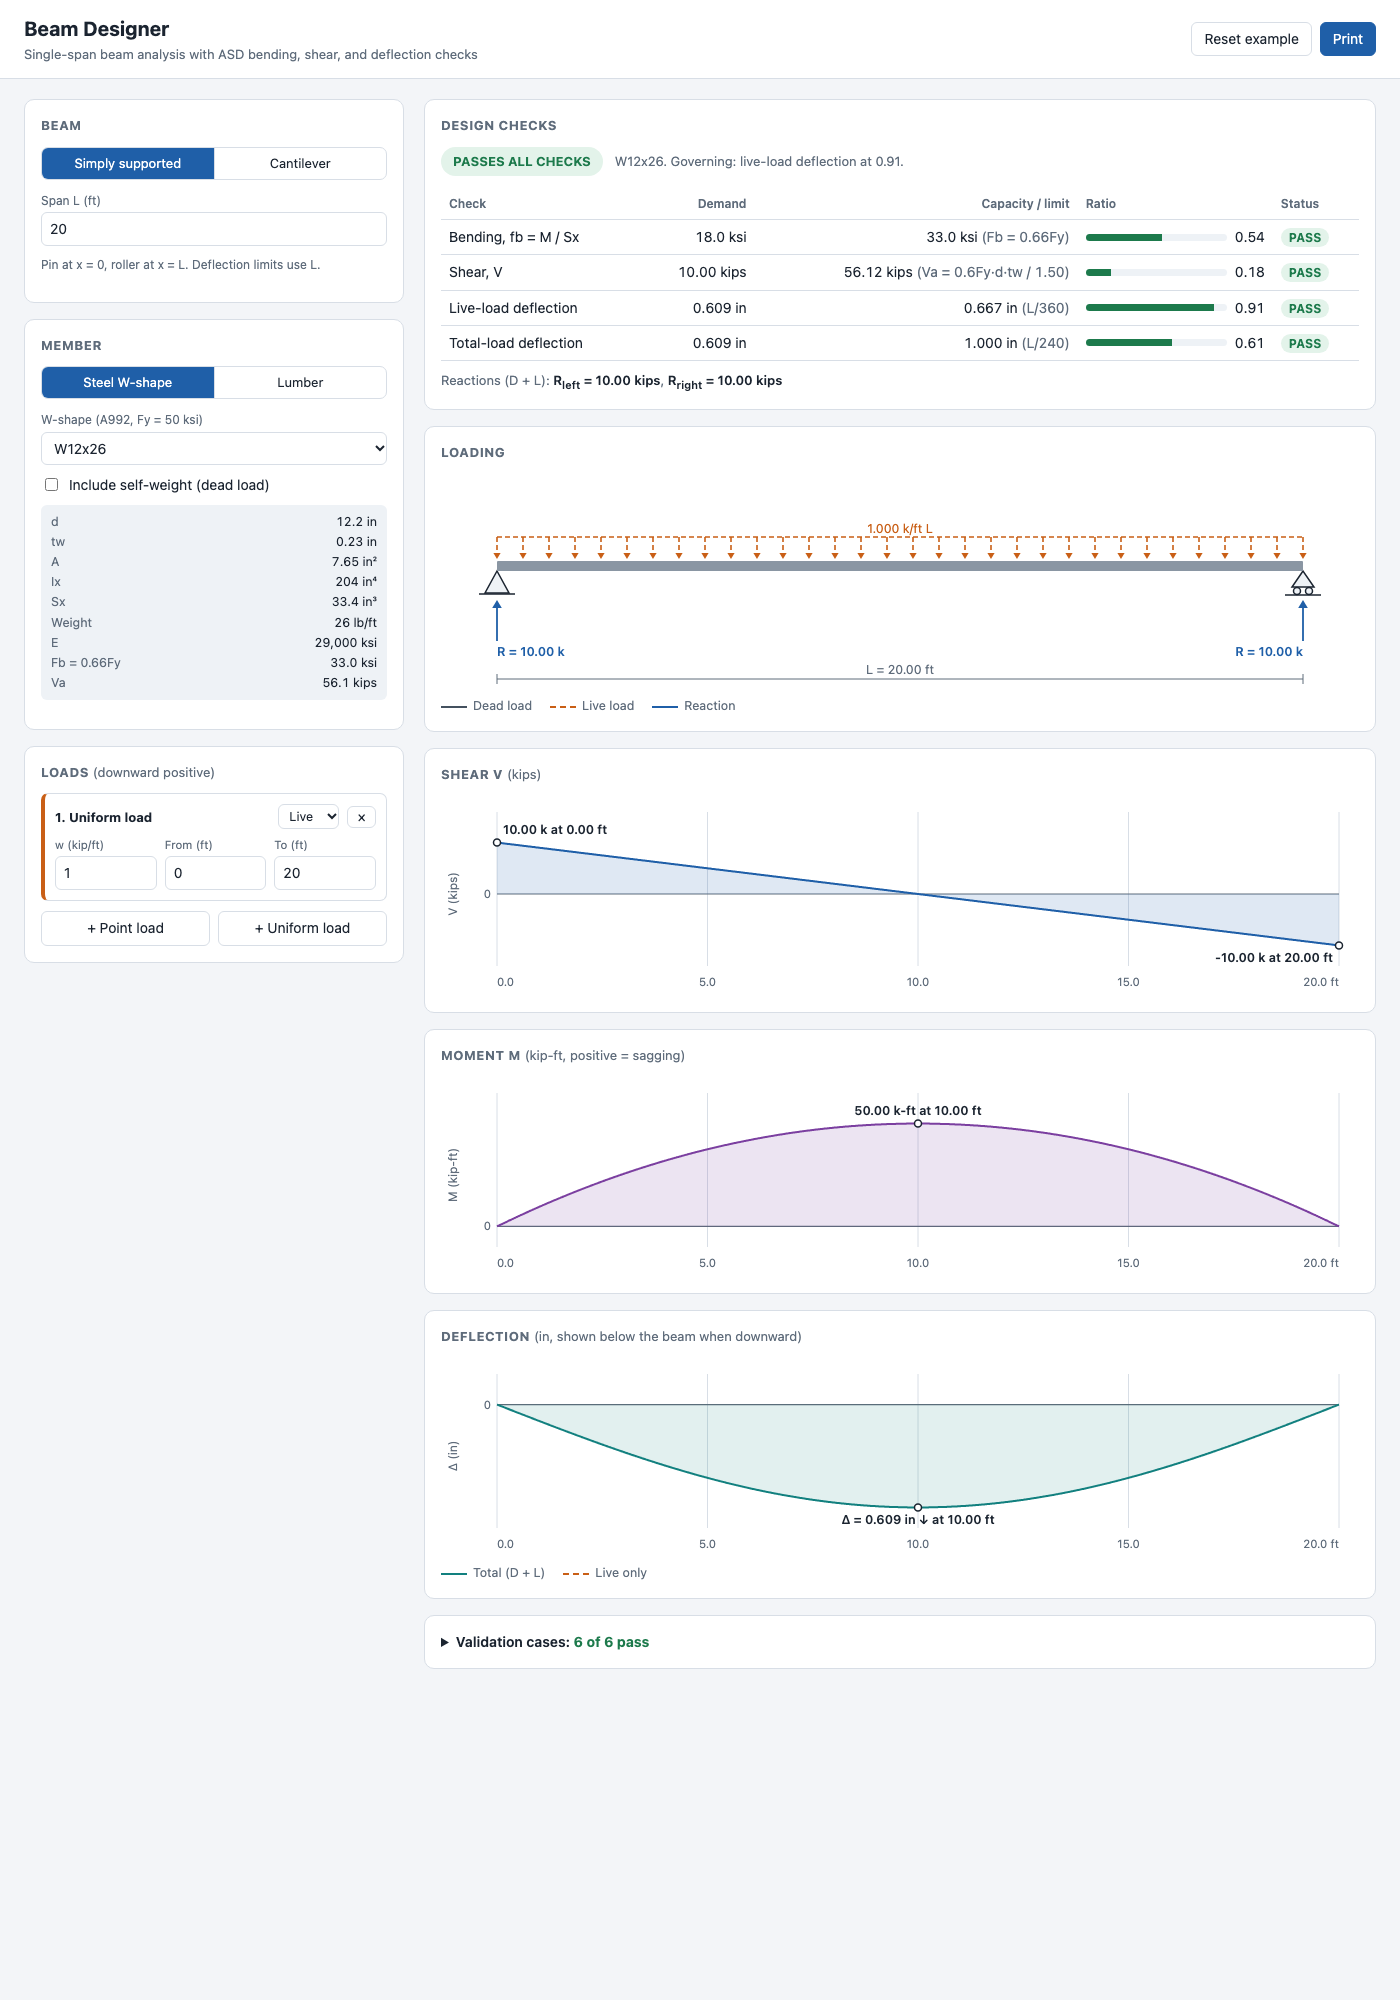 Beam Designer
Single-span beam analysis with ASD bending, shear, and deflection checks
Reset example
Print
BEAM
Simply supported
Cantilever
Span L (ft)
20
Pin at x = 0, roller at x = L. Deflection limits use L.
MEMBER
Steel W-shape
Lumber
W-shape (A992, Fy = 50 ksi)
W12x26
Include self-weight (dead load)
d 12.2 in
tw 0.23 in
A 7.65 in²
Ix 204 in⁴
Sx 33.4 in³
Weight 26 lb/ft
E 29,000 ksi
Fb = 0.66Fy 33.0 ksi
Va 56.1 kips
LOADS (downward positive)
1. Uniform load Live ×
w (kip/ft) From (ft) To (ft)
1 0 20
+ Point load + Uniform load
DESIGN CHECKS
PASSES ALL CHECKS W12x26. Governing: live-load deflection at 0.91.
Check Demand Capacity / limit Ratio Status
Bending, fb = M / Sx 18.0 ksi 33.0 ksi (Fb = 0.66Fy) 0.54 PASS
Shear, V 10.00 kips 56.12 kips (Va = 0.6Fy·d·tw / 1.50) 0.18 PASS
Live-load deflection 0.609 in 0.667 in (L/360) 0.91 PASS
Total-load deflection 0.609 in 1.000 in (L/240) 0.61 PASS
Reactions (D + L): Rleft = 10.00 kips, Rright = 10.00 kips
LOADING
1.000 k/ft L
R = 10.00 k R = 10.00 k
L = 20.00 ft
Dead load Live load Reaction
SHEAR V (kips)
10.00 k at 0.00 ft
V (kips)
0
-10.00 k at 20.00 ft
0.0 5.0 10.0 15.0 20.0 ft
MOMENT M (kip-ft, positive = sagging)
50.00 k-ft at 10.00 ft
M (kip-ft)
0
0.0 5.0 10.0 15.0 20.0 ft
DEFLECTION (in, shown below the beam when downward)
0
Δ (in)
Δ = 0.609 in ↓ at 10.00 ft
0.0 5.0 10.0 15.0 20.0 ft
Total (D + L) Live only
Validation cases: 6 of 6 pass